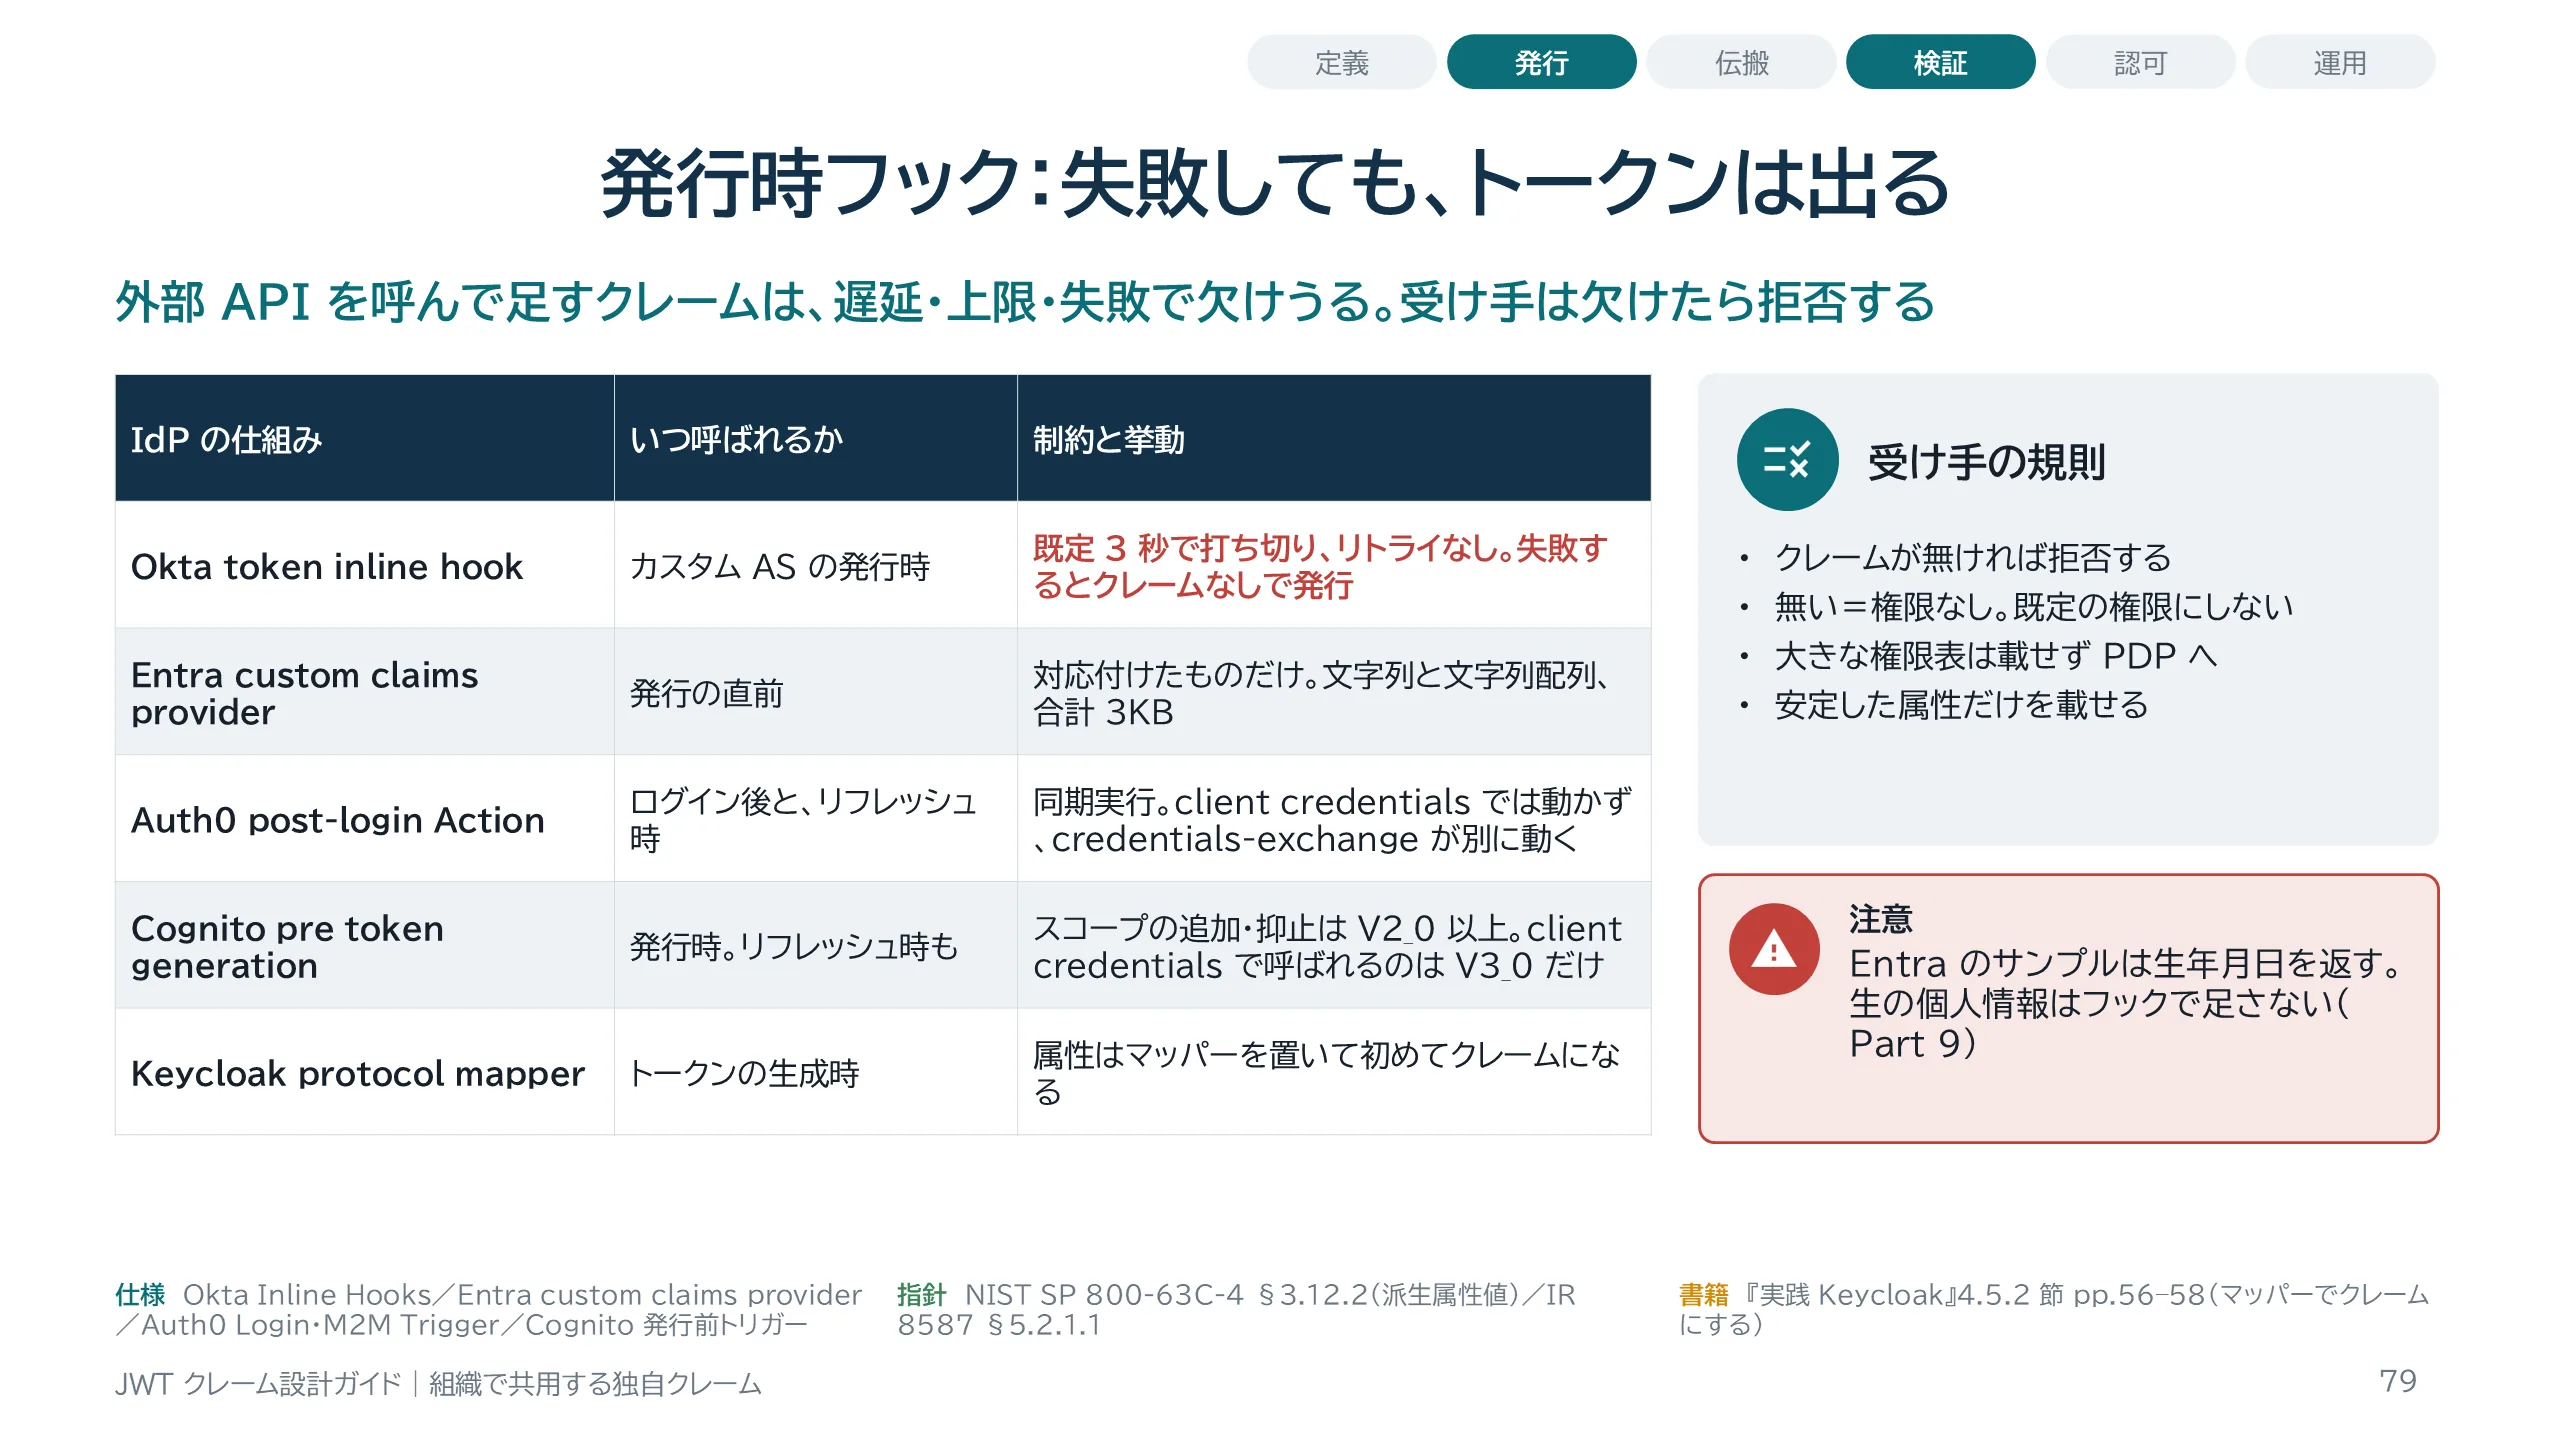 定義
発行
伝搬
検証
認可
運用
発行時フック：失敗しても、トークンは出る
外部 API を呼んで足すクレームは、遅延・上限・失敗で欠けうる。受け手は欠けたら拒否する
IdP の仕組み
いつ呼ばれるか
制約と挙動
Okta token inline hook
カスタム AS の発行時
既定 3 秒で打ち切り、リトライなし。失敗す
るとクレームなしで発行
Entra custom claims
provider
発行の直前
対応付けたものだけ。文字列と文字列配列、
合計 3KB
Auth0 post-login Action
ログイン後と、リフレッシュ
時
同期実行。client credentials では動かず
、credentials-exchange が別に動く
Cognito pre token
generation
発行時。リフレッシュ時も
スコープの追加・抑止は V2_0 以上。client
credentials で呼ばれるのは V3_0 だけ
Keycloak protocol mapper
トークンの生成時
属性はマッパーを置いて初めてクレームにな
る
受け手の規則
• クレームが無ければ拒否する
• 無い＝権限なし。既定の権限にしない
• 大きな権限表は載せず PDP へ
• 安定した属性だけを載せる
注意
Entra のサンプルは生年月日を返す。
生の個人情報はフックで足さない（
Part 9）
仕様 Okta Inline Hooks／Entra custom claims provider
／Auth0 Login・M2M Trigger／Cognito 発行前トリガー
指針 NIST SP 800-63C-4 §3.12.2（派生属性値）／IR
8587 §5.2.1.1
書籍 『実践 Keycloak』4.5.2 節 pp.56–58（マッパーでクレーム
にする）
JWT クレーム設計ガイド｜組織で共用する独自クレーム
79